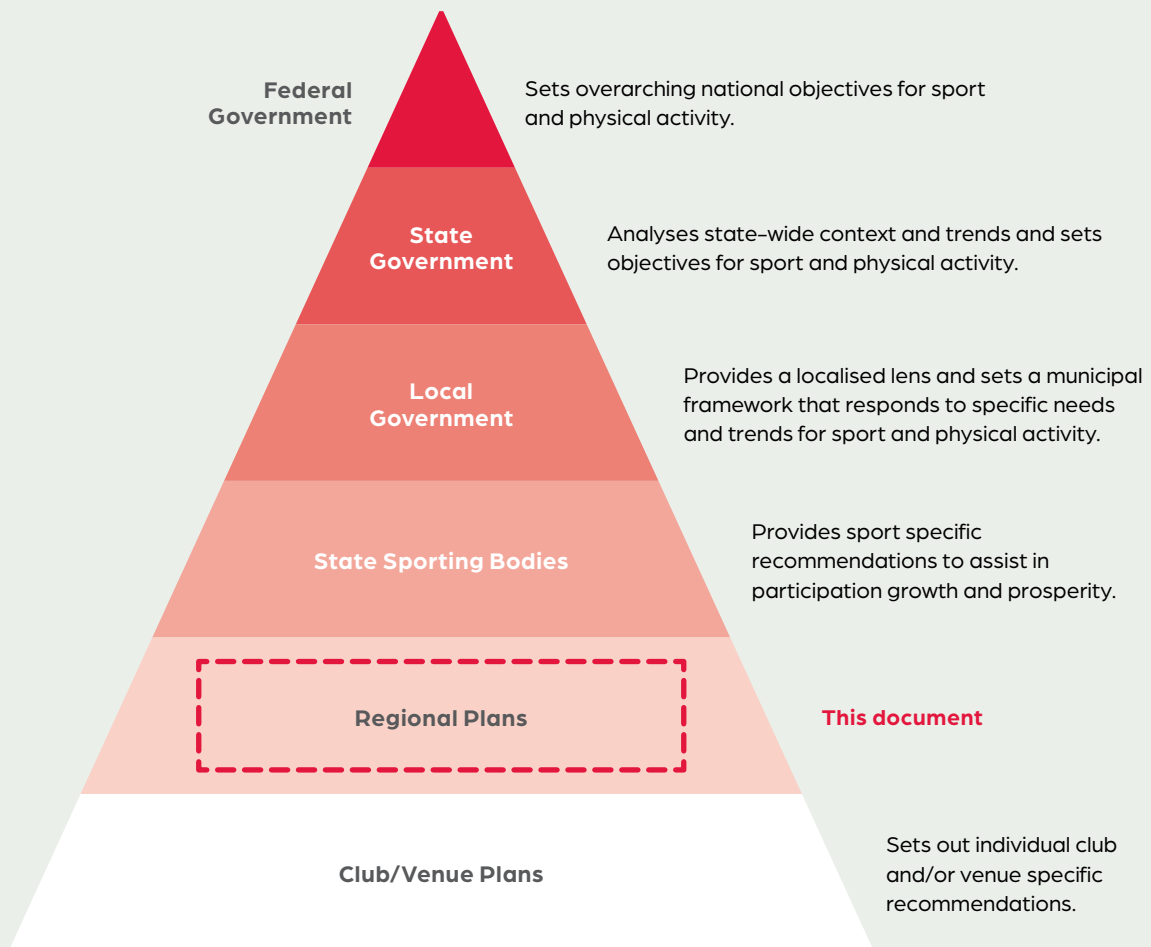 Federal
Government
Sets overarching national objectives for sport
and physical activity.
State
Government
Analyses state-wide context and trends and sets
objectives for sport and physical activity.
Local
Government
Provides a localised lens and sets a municipal
framework that responds to specific needs
and trends for sport and physical activity.
State Sporting Bodies
Provides sport specific
recommendations to assist in
participation growth and prosperity.
Regional Plans
This document
Club/Venue Plans
Sets out individual club
and/or venue specific
recommendations.